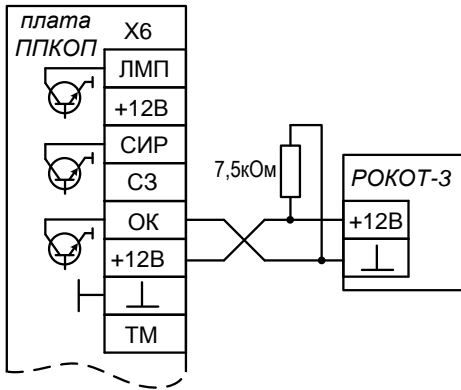 плата
ППКОП
X6
ЛМП
+12В
СИР
СЗ
ОК
+12В
ТМ
7,5кОм
РОКОТ-3
+12В